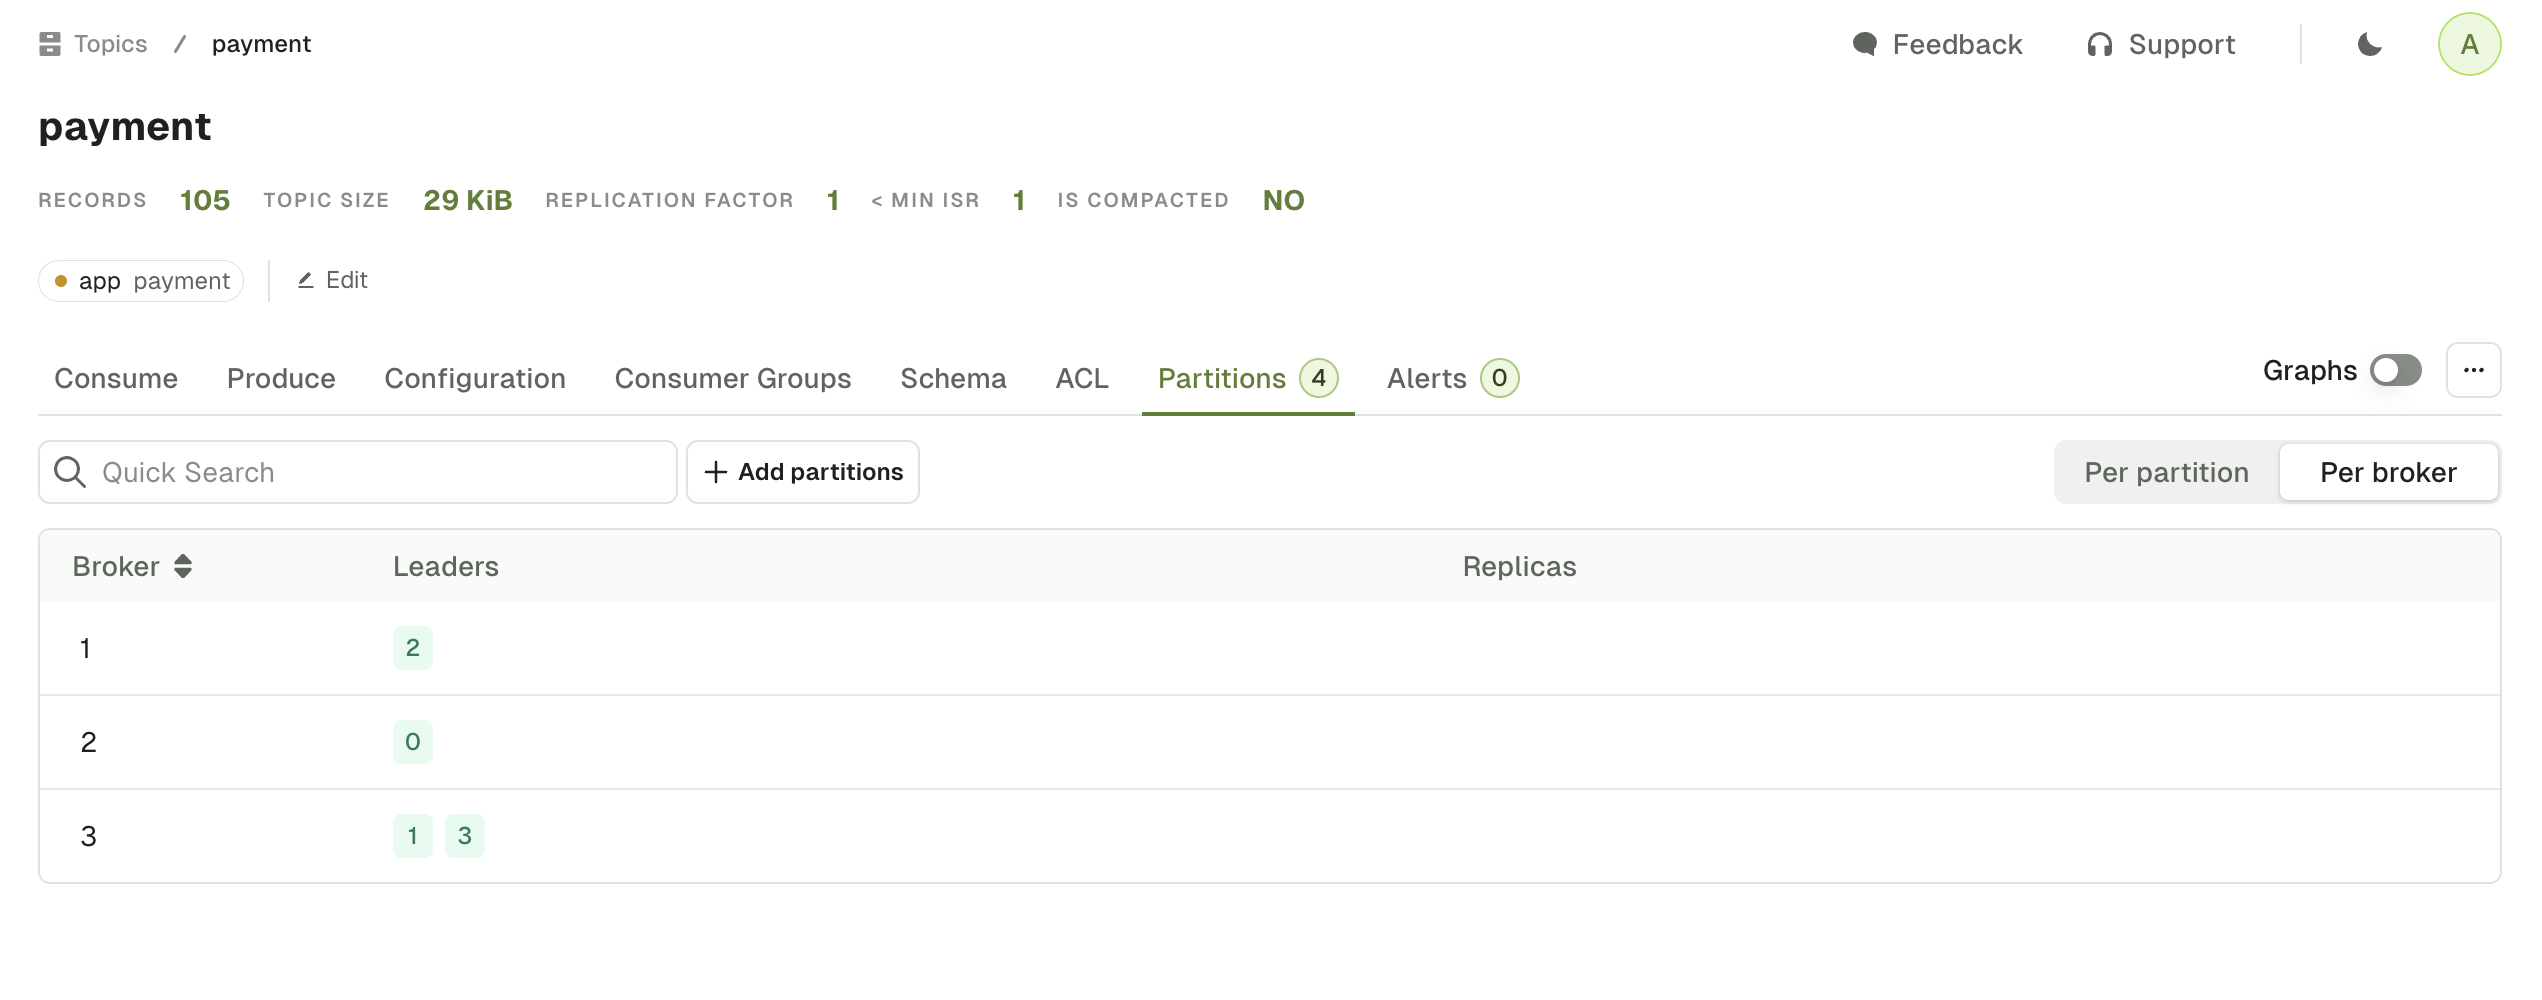 Topics / payment Feedback Support A
payment
RECORDS 105 TOPIC SIZE 29 KiB REPLICATION FACTOR 1 < MIN ISR 1 IS COMPACTED NO
app payment Edit
Consume Produce Configuration Consumer Groups Schema ACL Partitions 4 Alerts 0 Graphs ...
Quick Search + Add partitions Per partition Per broker
Broker Leaders Replicas
1 2
2 0
3 1 3